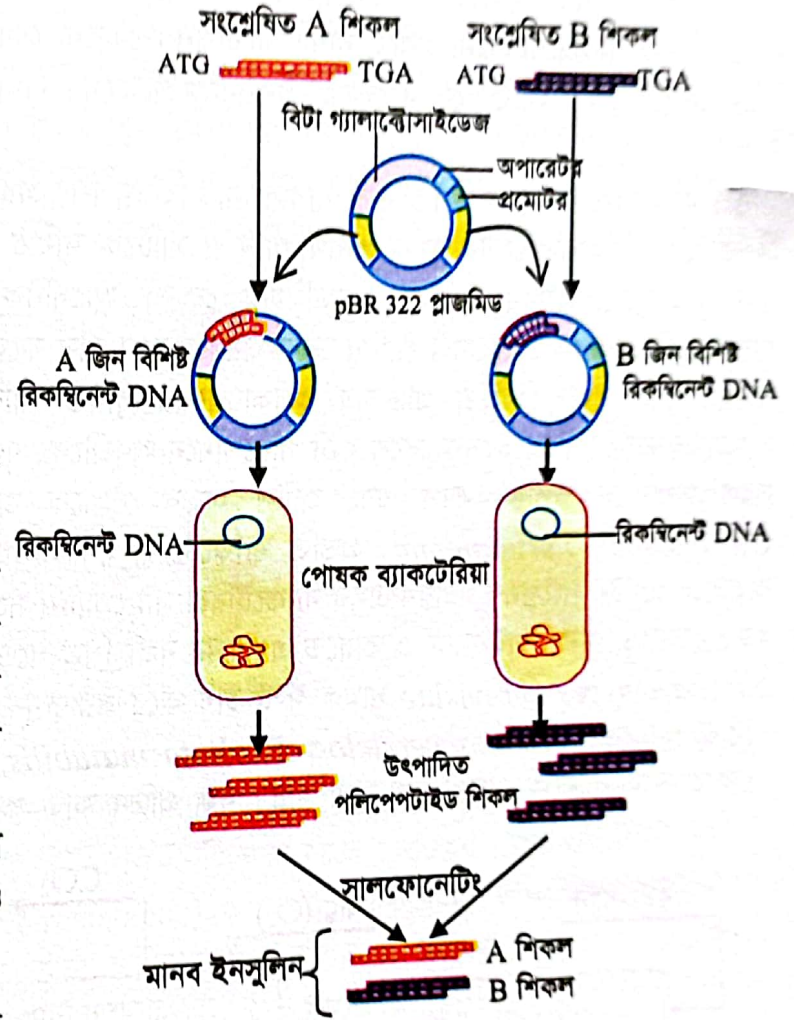 সংশ্লেষিত A শিকল
সংশ্লেষিত B শিকল
ATG
TGA
ATG
TGA
বিটা গ্যালাক্টোসাইডেজ
অপারেটর
প্রমোটর
pBR 322 প্লাজমিড
A জিন বিশিষ্ট
রিকম্বিনেন্ট DNA
B জিন বিশিষ্ট
রিকম্বিনেন্ট DNA
রিকম্বিনেন্ট DNA
রিকম্বিনেন্ট DNA
পোষক ব্যাকটেরিয়া
উৎপাদিত
পলিপেপটাইড শিকল
সালফোনেটিং
মানব ইনসুলিন
A শিকল
B শিকল